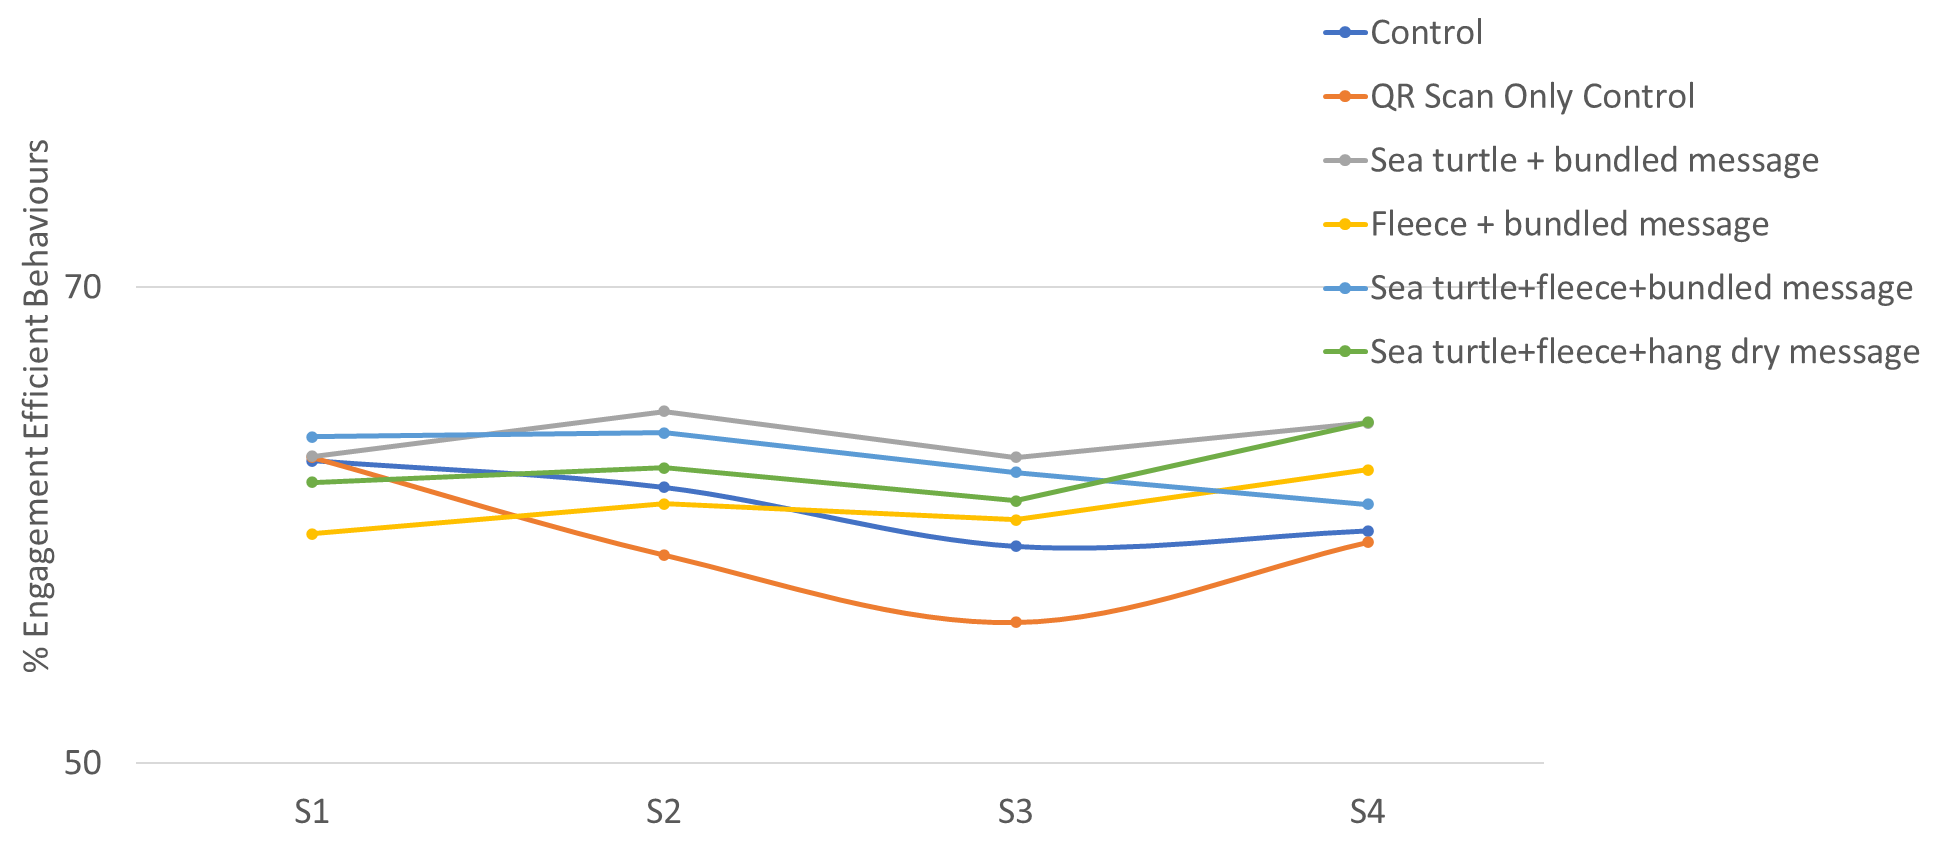 Control
QR Scan Only Control
Sea turtle + bundled message
Fleece + bundled message
Sea turtle+fleece+bundled message
Sea turtle+fleece+hang dry message
% Engagement Efficient Behaviours
70
50
S1 S2 S3 S4